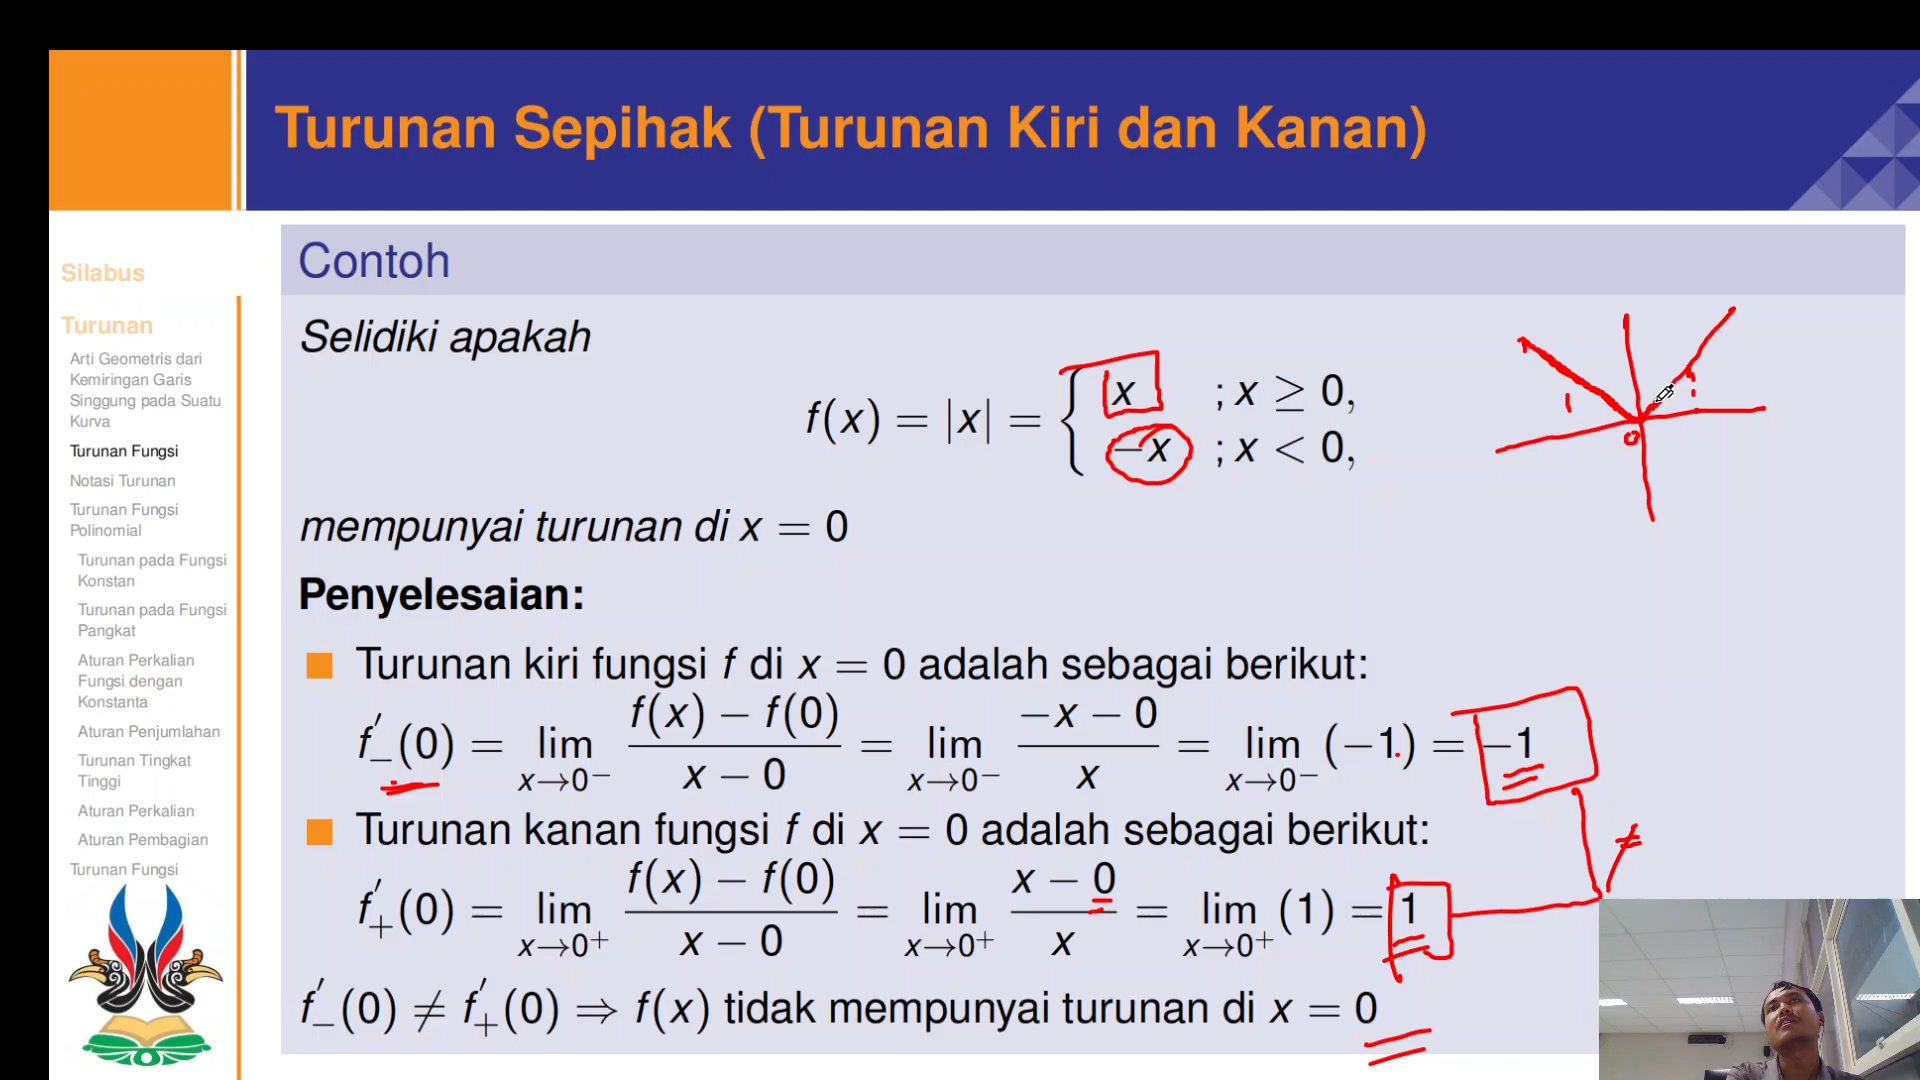 Turunan Sepihak (Turunan Kiri dan Kanan)
Silabus
Turunan
Arti Geometris dari
Kemiringan Garis
Singgung pada Suatu
Kurva
Turunan Fungsi
Notasi Turunan
Turunan Fungsi
Polinomial
Turunan pada Fungsi
Konstan
Turunan pada Fungsi
Pangkat
Aturan Perkalian
Fungsi dengan
Konstanta
Aturan Penjumlahan
Turunan Tingkat
Tinggi
Aturan Perkalian
Aturan Pembagian
Turunan Fungsi
Contoh
Selidiki apakah
f(x) = |x| = { x ; x ≥ 0,
−x ; x < 0,
0
mempunyai turunan di x = 0
Penyelesaian:
Turunan kiri fungsi f di x = 0 adalah sebagai berikut:
f′₋(0) = lim_{x→0⁻} (f(x) − f(0))/(x − 0) = lim_{x→0⁻} (−x − 0)/x = lim_{x→0⁻} (−1) = −1
≠
Turunan kanan fungsi f di x = 0 adalah sebagai berikut:
f′₊(0) = lim_{x→0⁺} (f(x) − f(0))/(x − 0) = lim_{x→0⁺} (x − 0)/x = lim_{x→0⁺} (1) = 1
f′₋(0) ≠ f′₊(0) ⇒ f(x) tidak mempunyai turunan di x = 0